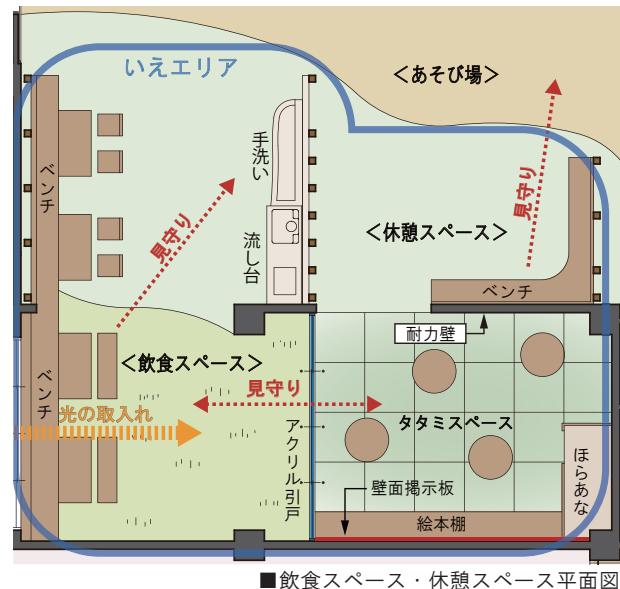 いえエリア
＜あそび場＞
手洗い
ベンチ
見守り
見守り
流し台
＜休憩スペース＞
ベンチ
耐力壁
＜飲食スペース＞
ベンチ
見守り
光の取入れ
アクリル引戸
タタミスペース
ほらあな
壁面掲示板
絵本棚
■飲食スペース・休憩スペース平面図